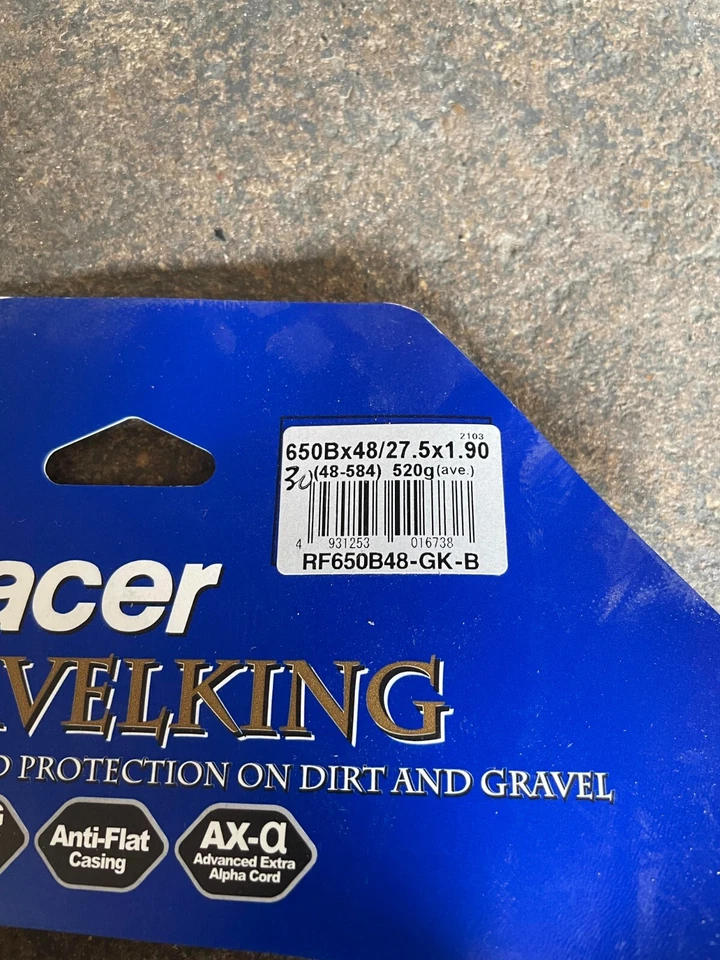 2103
650Bx48/27.5x1.90
30 (48-584) 520g(ave.)
4 931253 016738
RF650B48-GK-B
acer
VELKING
PROTECTION ON DIRT AND GRAVEL
G
Anti-Flat
Casing
AX-α
Advanced Extra
Alpha Cord